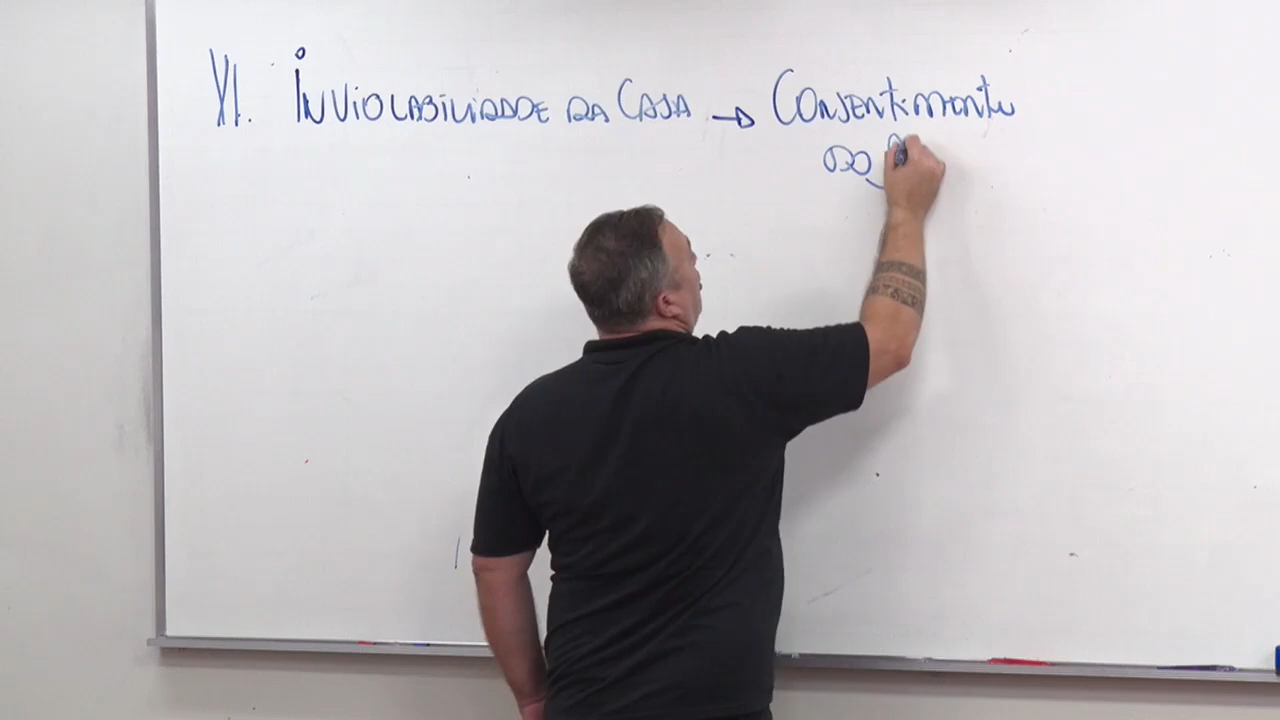 XI. INVIOLABILIDADE DA CASA → CONSENTIMENTO
DO